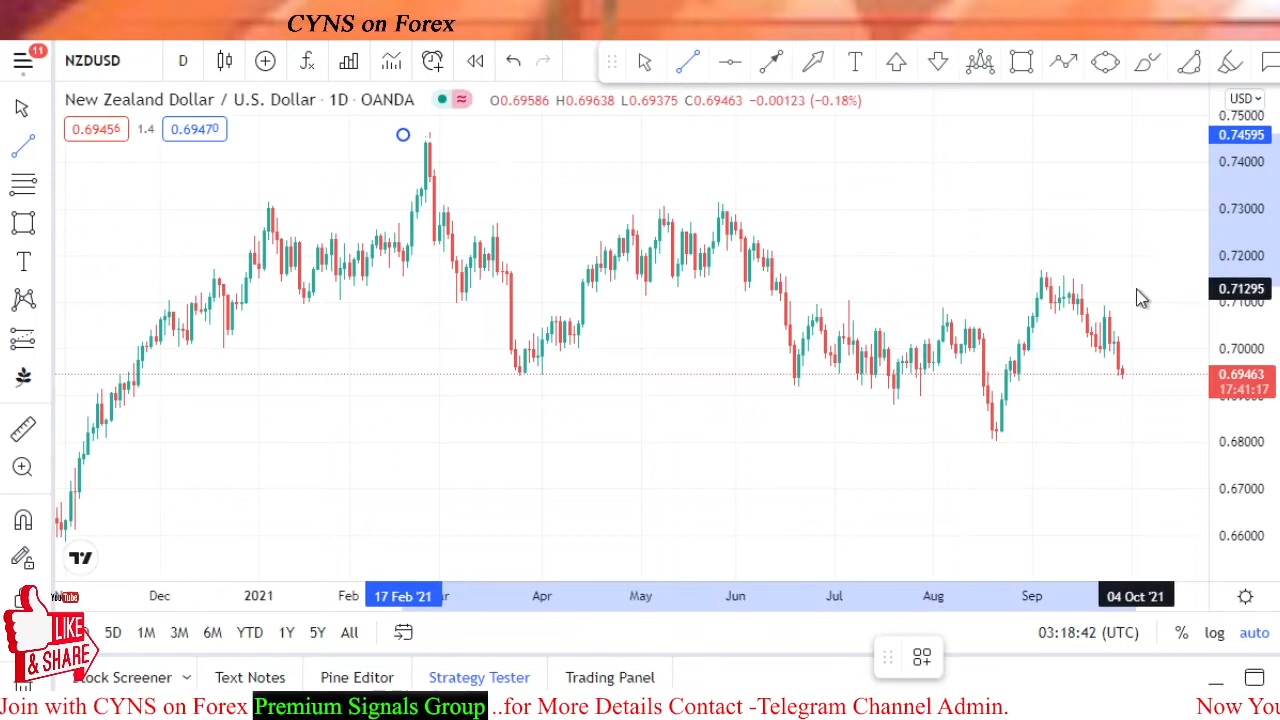 CYNS on Forex
11
NZDUSD D
New Zealand Dollar / U.S. Dollar · 1D · OANDA O0.69586 H0.69638 L0.69375 C0.69463 −0.00123 (−0.18%)
USD
0.69456 1.4 0.69470
0.75000
0.74595
0.74000
0.73000
0.72000
0.71295
0.71000
0.70000
0.69463
17:41:17
0.68000
0.67000
0.66000
Dec 2021 Feb 17 Feb '21 Apr May Jun Jul Aug Sep 04 Oct '21
YouTube
LIKE
& SHARE
5D 1M 3M 6M YTD 1Y 5Y All 03:18:42 (UTC) % log auto
Stock Screener Text Notes Pine Editor Strategy Tester Trading Panel
Join with CYNS on Forex Premium Signals Group ..for More Details Contact -Telegram Channel Admin. Now You